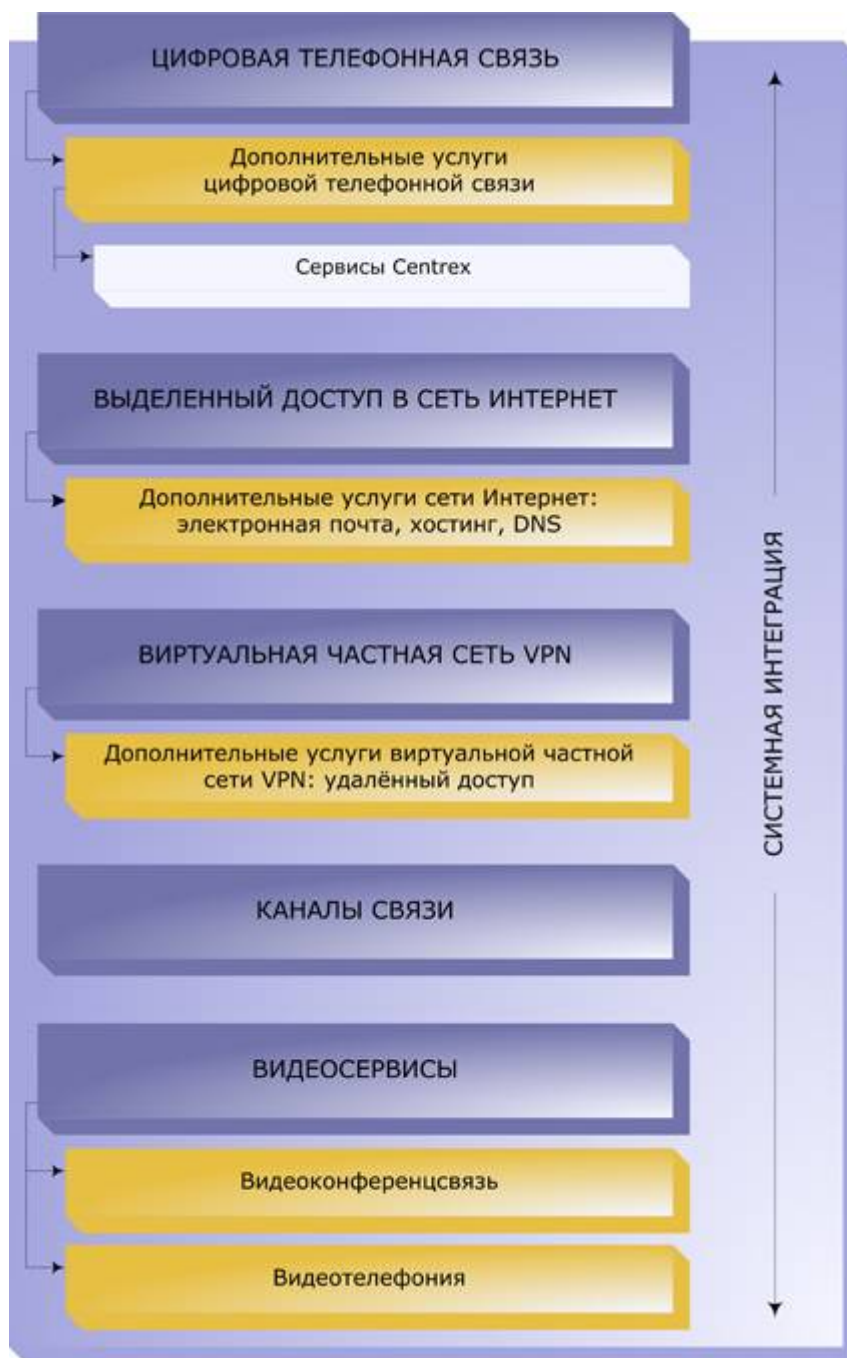 ЦИФРОВАЯ ТЕЛЕФОННАЯ СВЯЗЬ
Дополнительные услуги
цифровой телефонной связи
Сервисы Centrex
ВЫДЕЛЕННЫЙ ДОСТУП В СЕТЬ ИНТЕРНЕТ
Дополнительные услуги сети Интернет:
электронная почта, хостинг, DNS
ВИРТУАЛЬНАЯ ЧАСТНАЯ СЕТЬ VPN
Дополнительные услуги виртуальной частной
сети VPN: удалённый доступ
КАНАЛЫ СВЯЗИ
ВИДЕОСЕРВИСЫ
Видеоконференцсвязь
Видеотелефония
СИСТЕМНАЯ ИНТЕГРАЦИЯ